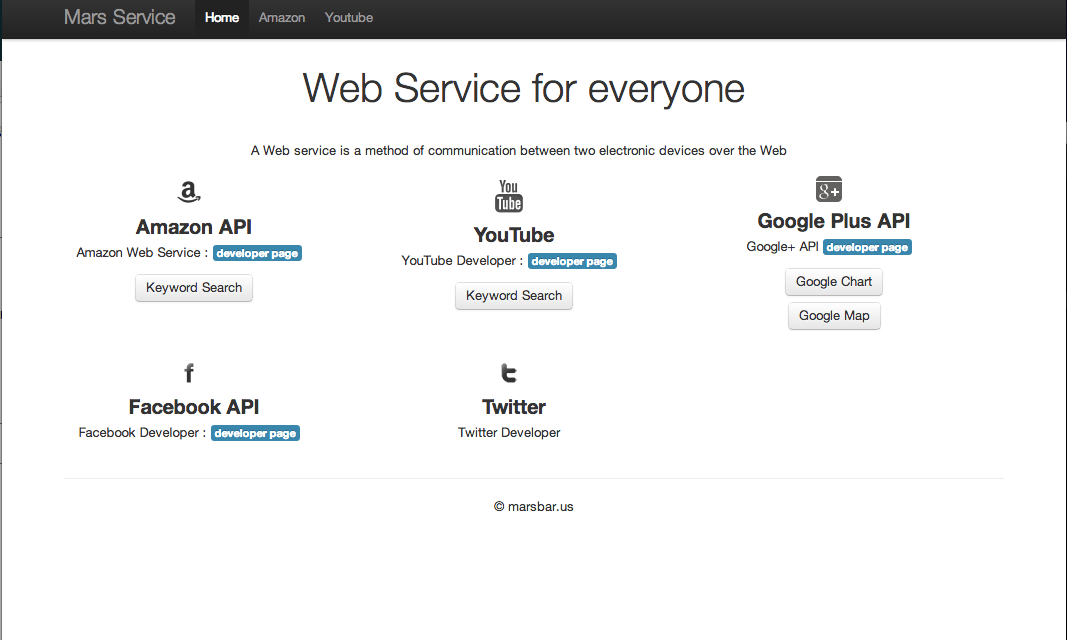 Mars Service Home Amazon Youtube
Web Service for everyone
A Web service is a method of communication between two electronic devices over the Web
a
Amazon API
Amazon Web Service : developer page
Keyword Search
You
Tube
YouTube
YouTube Developer : developer page
Keyword Search
g+
Google Plus API
Google+ API developer page
Google Chart
Google Map
f
Facebook API
Facebook Developer : developer page
t
Twitter
Twitter Developer
© marsbar.us